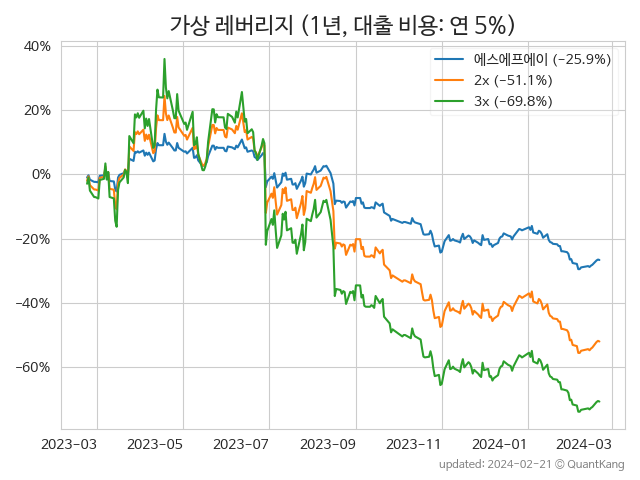 가상 레버리지 (1년, 대출 비용: 연 5%)
40%
20%
0%
−20%
−40%
−60%
에스에프에이 (−25.9%)
2x (−51.1%)
3x (−69.8%)
2023-03 2023-05 2023-07 2023-09 2023-11 2024-01 2024-03
updated: 2024-02-21 © QuantKang